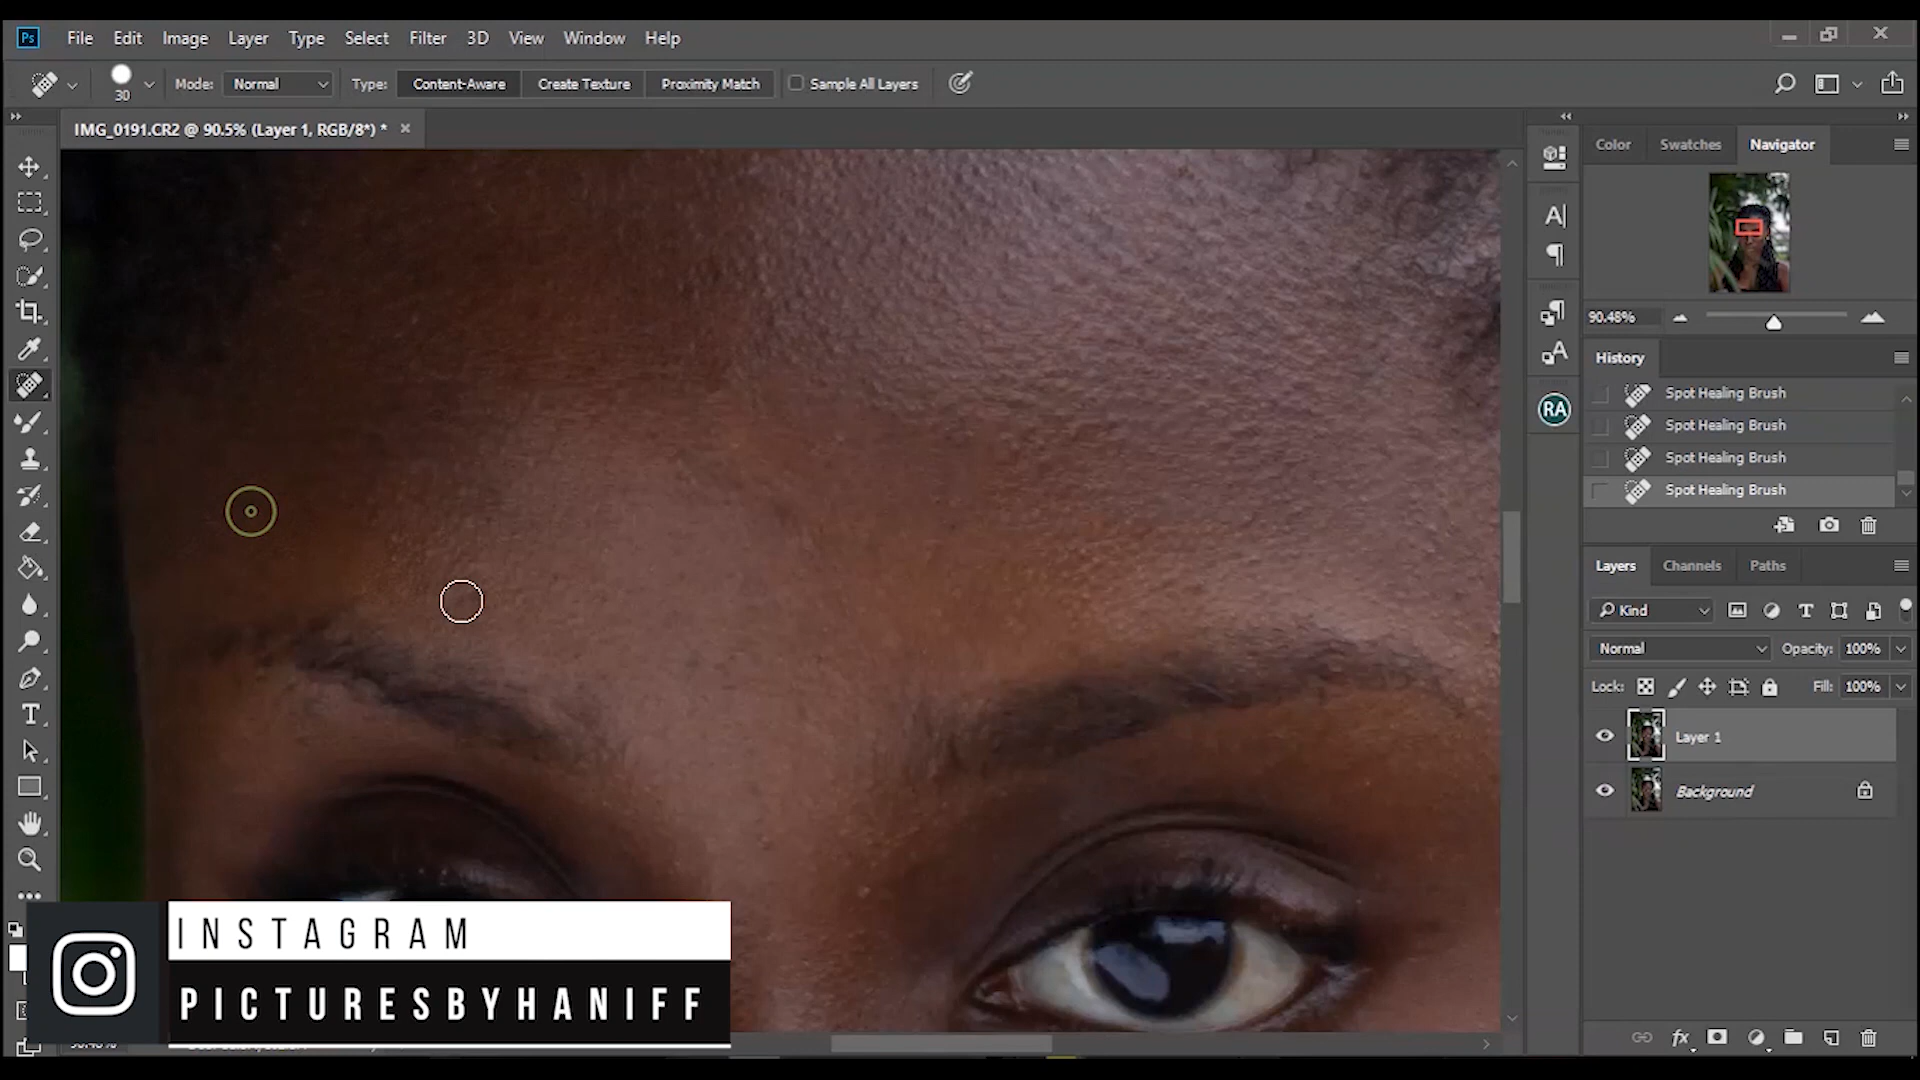 Ps File Edit Image Layer Type Select Filter 3D View Window Help
30 Mode: Normal Type: Content-Aware Create Texture Proximity Match Sample All Layers
IMG_0191.CR2 @ 90.5% (Layer 1, RGB/8*) *
Color Swatches Navigator
90.48%
History
Spot Healing Brush
Spot Healing Brush
Spot Healing Brush
Spot Healing Brush
RA
Layers Channels Paths
Kind
Normal Opacity: 100%
Lock: Fill: 100%
Layer 1
Background
fx
INSTAGRAM
PICTURESBYHANIFF